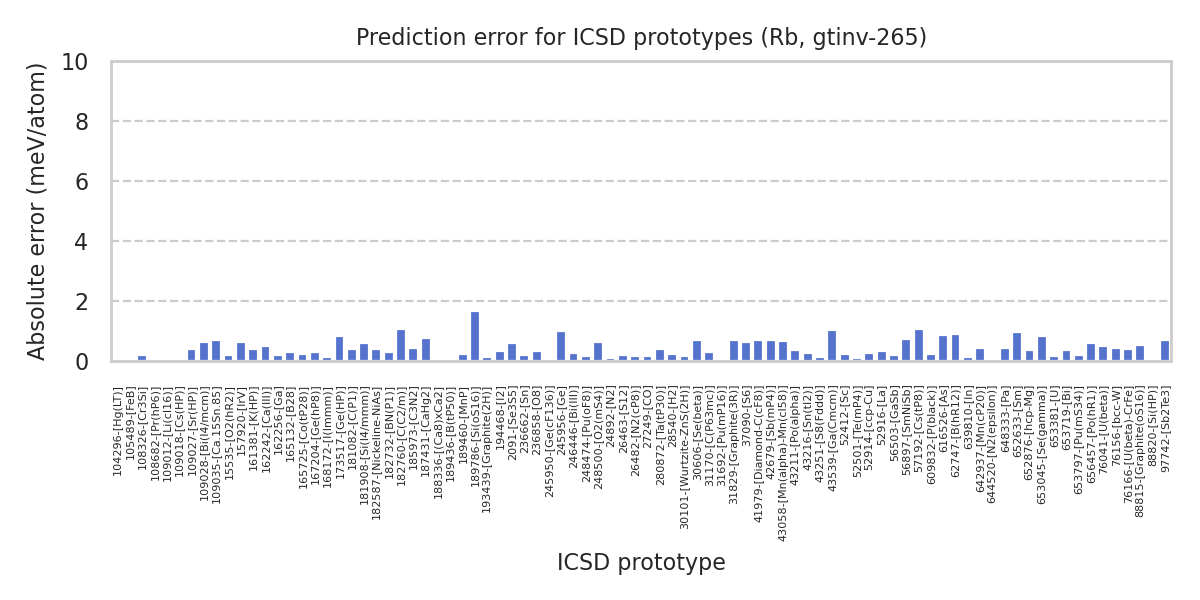 Prediction error for ICSD prototypes (Rb, gtinv-265)
Absolute error (meV/atom)
10
8
6
4
2
0
104296-[Hg(LT)]
105489-[FeB]
108326-[Cr3Si]
108682-[Pr(hP6)]
109012-[Li(cI16)]
109018-[Cs(HP)]
109027-[Sr(HP)]
109028-[Bi(I4/mcm)]
109035-[Ca.15Sn.85]
15535-[O2(hR2)]
157920-[IrV]
161381-[K(HP)]
162242-[Ca(III)]
162256-[Ga]
165132-[B28]
165725-[Co(tP28)]
167204-[Ge(hP8)]
168172-[I(Immm)]
173517-[Ge(HP)]
181082-[C(P1)]
181908-[Si(I4/mmm)]
182587-[Nickeline-NiAs]
182732-[BN(P1)]
182760-[C(C2/m)]
185973-[C3N2]
187431-[CaHg2]
188336-[(Ca8)xCa2]
189436-[B(tP50)]
189460-[MnP]
189786-[Si(oS16)]
193439-[Graphite(2H)]
194468-[I2]
2091-[Se3S5]
236662-[Sn]
236858-[O8]
245950-[Ge(cF136)]
245956-[Ge]
246446-[Bi(III)]
248474-[Pu(oF8)]
248500-[O2(mS4)]
24892-[N2]
26463-[S12]
26482-[N2(cP8)]
27249-[CO]
280872-[Ta(tP30)]
28540-[H2]
30101-[Wurtzite-ZnS(2H)]
30606-[Se(beta)]
31170-[C(P63mc)]
31692-[Pu(mP16)]
31829-[Graphite(3R)]
37090-[S6]
41979-[Diamond-C(cF8)]
42679-[Sb(mP4)]
43058-[Mn(alpha)-Mn(cI58)]
43211-[Po(alpha)]
43216-[Sn(tI2)]
43251-[S8(Fddd)]
43539-[Ga(Cmcm)]
52412-[Sc]
52501-[Te(mP4)]
52914-[fcc-Cu]
52916-[La]
56503-[GaSb]
56897-[SmNiSb]
57192-[Cs(tP8)]
609832-[P(black)]
616526-[As]
62747-[B(hR12)]
639810-[In]
642937-[Mn(cP20)]
644520-[N2(epsilon)]
648333-[Pa]
652633-[Sm]
652876-[hcp-Mg]
653045-[Se(gamma)]
653381-[U]
653719-[Bi]
653797-[Pu(mS34)]
656457-[Po(hR1)]
76041-[U(beta)]
76156-[bcc-W]
76166-[U(beta)-CrFe]
88815-[Graphite(oS16)]
88820-[Si(HP)]
97742-[Sb2Te3]
ICSD prototype